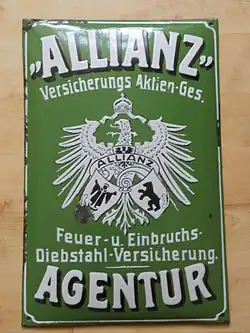 „ALLIANZ”
Versicherungs Aktien-Ges.
ALLIANZ
Feuer- u. Einbruchs-
Diebstahl-Versicherung.
AGENTUR